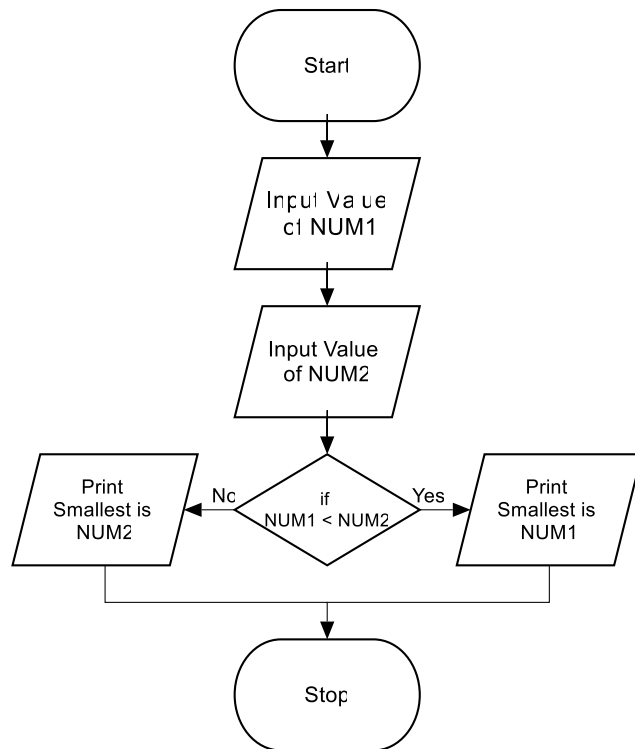 Start
Input Value
of NUM1
Input Value
of NUM2
No
if
NUM1 < NUM2
Yes
Print
Smallest is
NUM2
Print
Smallest is
NUM1
Stop